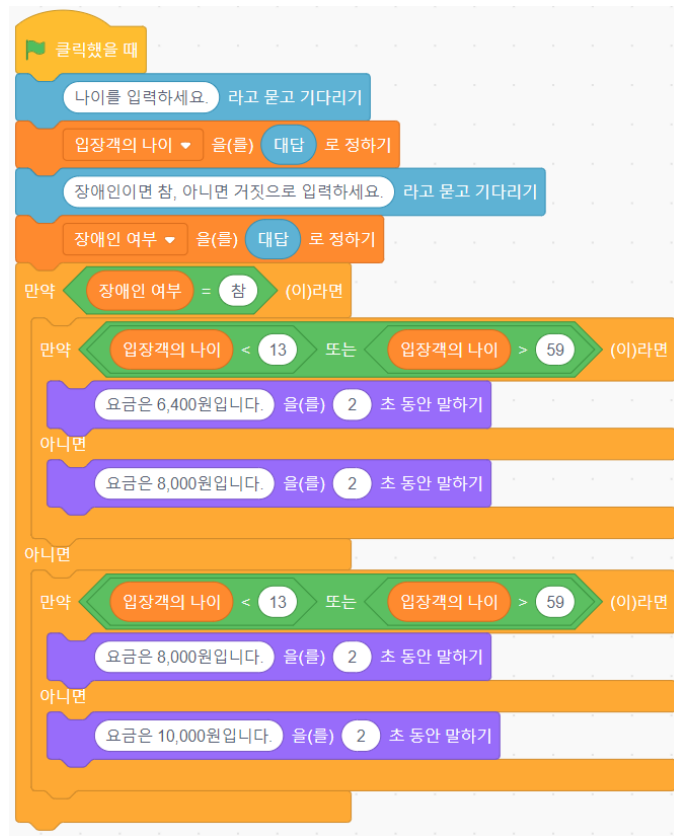 클릭했을 때
나이를 입력하세요. 라고 묻고 기다리기
입장객의 나이 을(를) 대답 로 정하기
장애인이면 참, 아니면 거짓으로 입력하세요. 라고 묻고 기다리기
장애인 여부 을(를) 대답 로 정하기
만약 장애인 여부 = 참 (이)라면
만약 입장객의 나이 < 13 또는 입장객의 나이 > 59 (이)라면
요금은 6,400원입니다. 을(를) 2 초 동안 말하기
아니면
요금은 8,000원입니다. 을(를) 2 초 동안 말하기
아니면
만약 입장객의 나이 < 13 또는 입장객의 나이 > 59 (이)라면
요금은 8,000원입니다. 을(를) 2 초 동안 말하기
아니면
요금은 10,000원입니다. 을(를) 2 초 동안 말하기